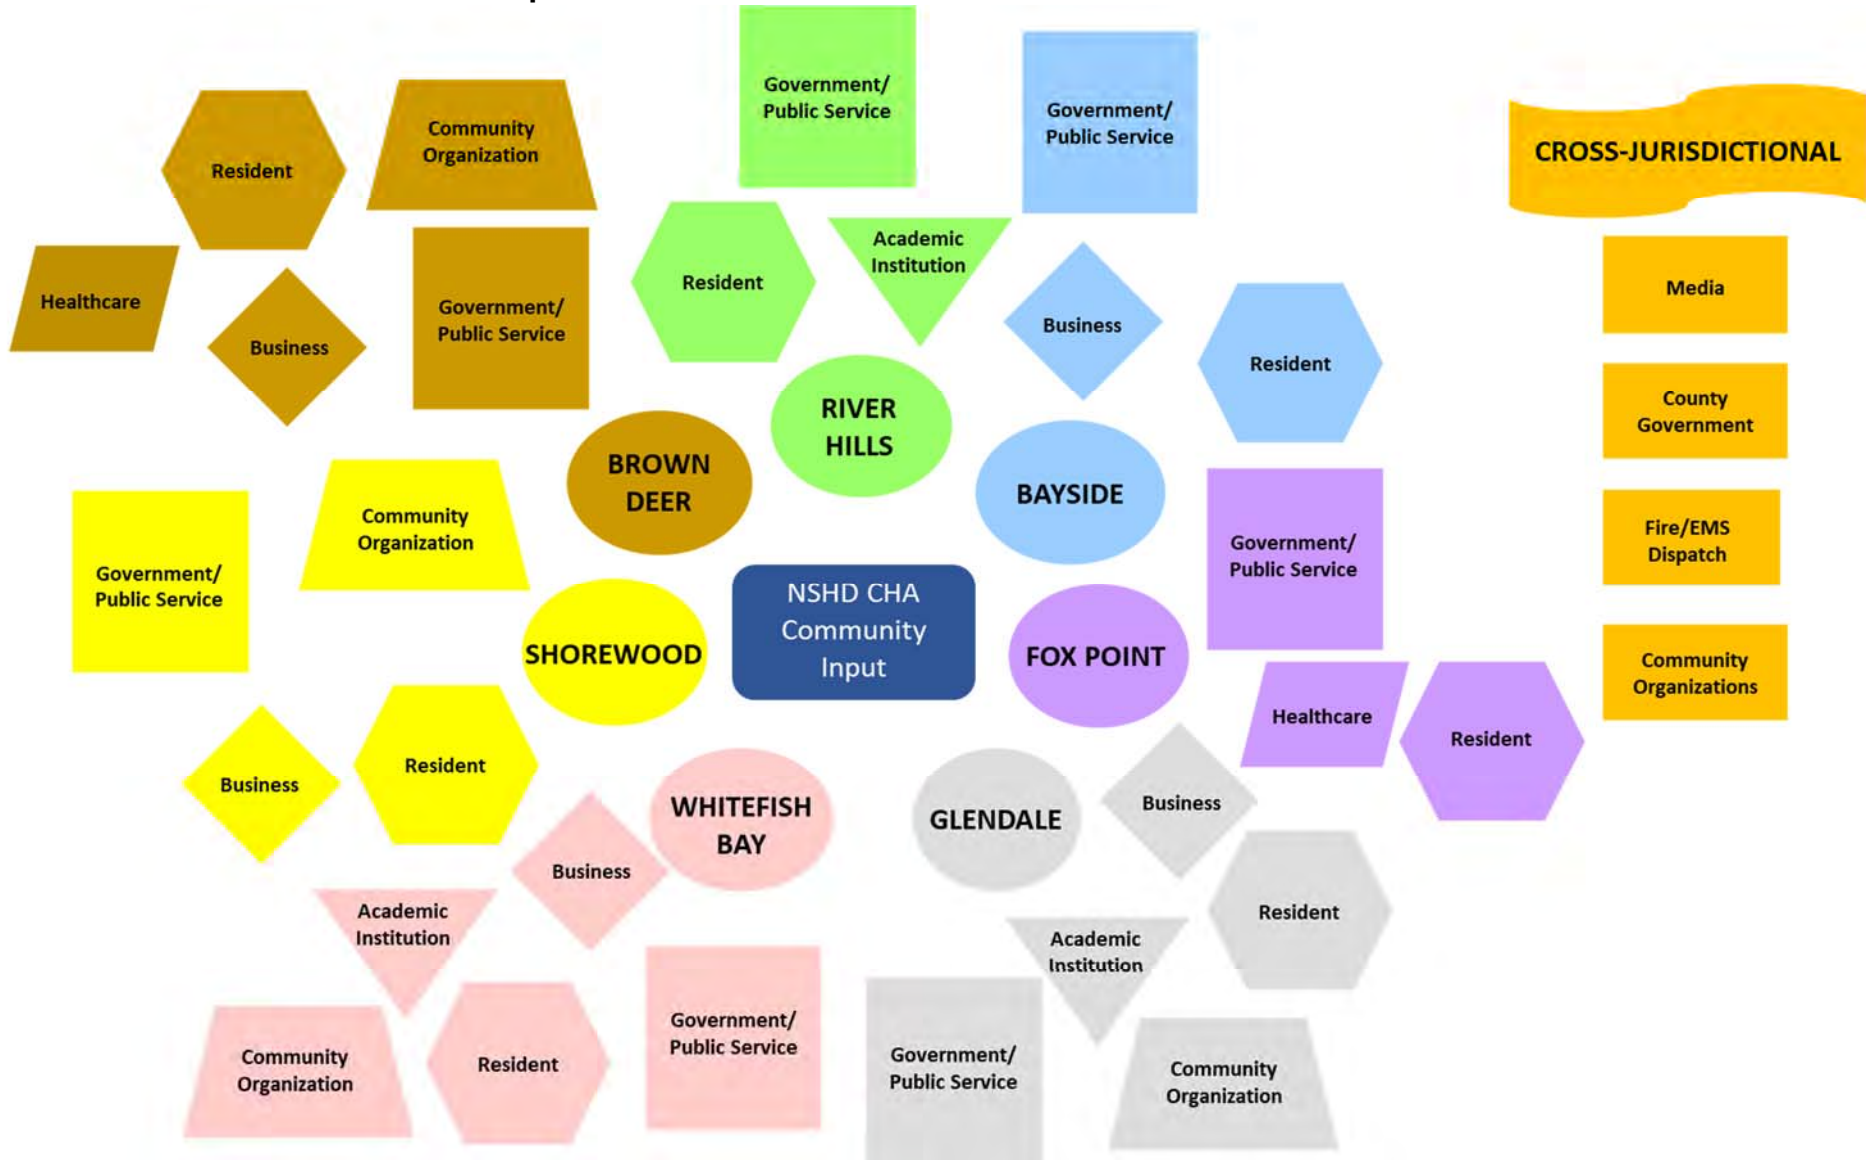 Government/
Public Service
Government/
Public Service
Community
Organization
Resident
CROSS-JURISDICTIONAL
Academic
Institution
Resident
Media
Healthcare
Government/
Public Service
Business
Business
Resident
RIVER
HILLS
County
Government
BROWN
DEER
BAYSIDE
Community
Organization
Government/
Public Service
Fire/EMS
Dispatch
Government/
Public Service
NSHD CHA
Community
Input
SHOREWOOD
FOX POINT
Community
Organizations
Healthcare
Resident
Business
Resident
WHITEFISH
BAY
GLENDALE
Business
Business
Academic
Institution
Resident
Academic
Institution
Government/
Public Service
Community
Organization
Resident
Government/
Public Service
Community
Organization